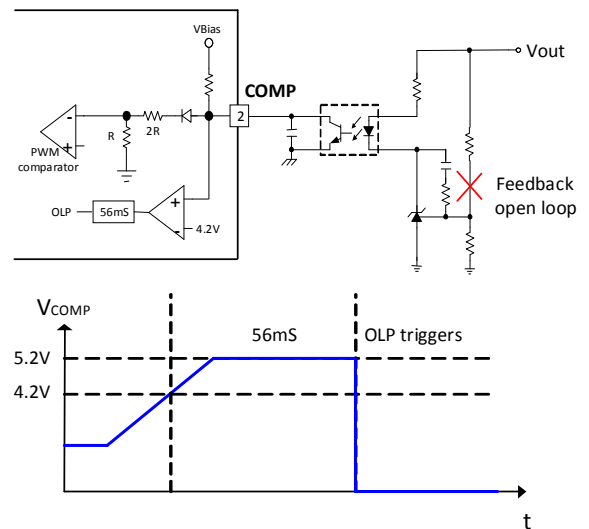 VBias
COMP
2
Vout
-
R
2R
+
PWM
comparator
+
OLP
56mS
-
4.2V
Feedback
open loop
VCOMP
56mS
OLP triggers
5.2V
4.2V
t